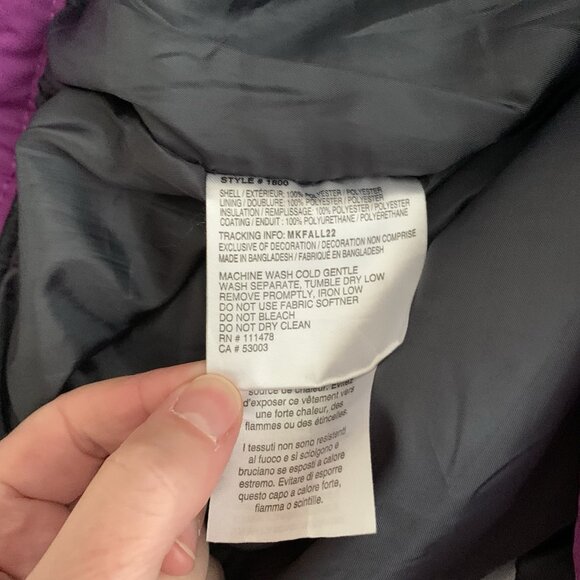 STYLE # 1800
SHELL / EXTÉRIEUR: 100% POLYESTER / POLYESTER
LINING / DOUBLURE: 100% POLYESTER / POLYESTER
INSULATION / REMPLISSAGE: 100% POLYESTER / POLYESTER
COATING / ENDUIT : 100% POLYURETHANE / POLYÉRETHANE
TRACKING INFO: MKFALL22
EXCLUSIVE OF DECORATION / DECORATION NON COMPRISE
MADE IN BANGLADESH / FABRIQUÉ EN BANGLADESH
MACHINE WASH COLD GENTLE
WASH SEPARATE, TUMBLE DRY LOW
REMOVE PROMPTLY, IRON LOW
DO NOT USE FABRIC SOFTNER
DO NOT BLEACH
DO NOT DRY CLEAN
RN # 111478
CA # 53003
source de chaleur. Évitez
d'exposer ce vêtement vers
une forte chaleur, des
flammes ou des étincelles.
I tessuti non sono resistenti
al fuoco e si sciolgono e
bruciano se esposti a calore
estremo. Evitare di esporre
questo capo a calore forte,
fiamma o scintille.